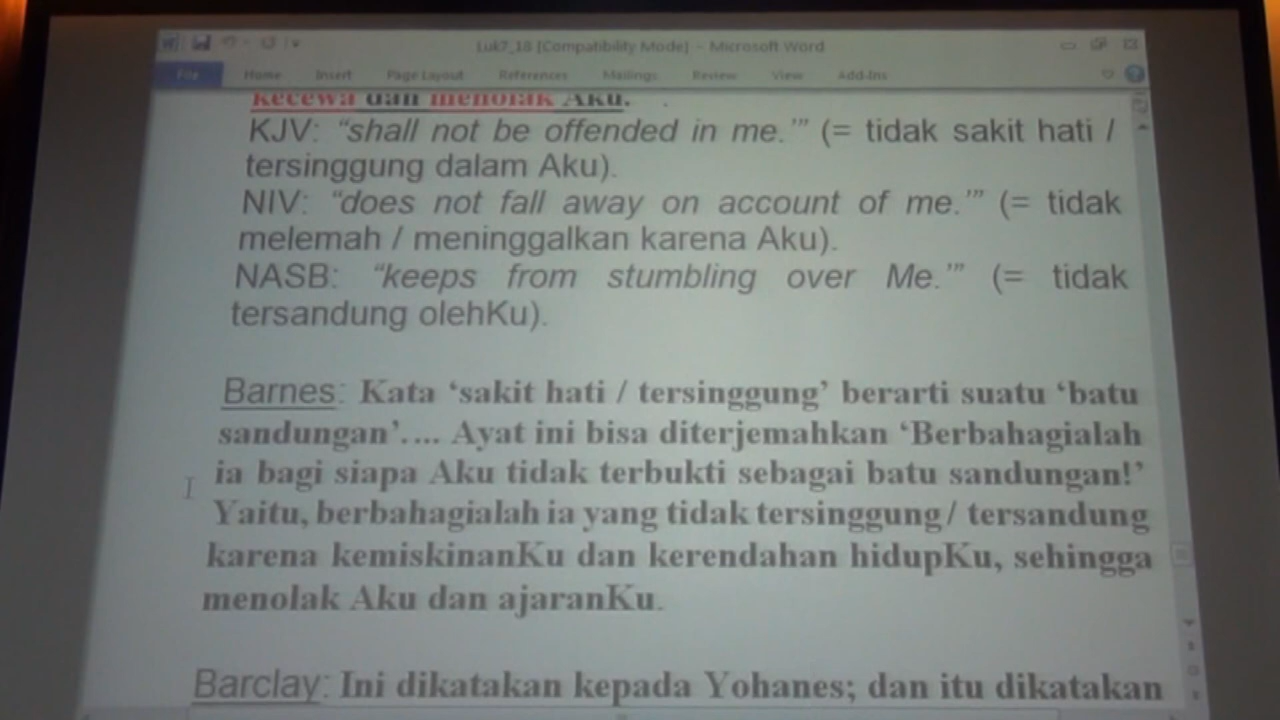 Luk7_18 [Compatibility Mode] - Microsoft Word
File Home Insert Page Layout References Mailings Review View Add-Ins
kecewa dan menolak Aku.
KJV: “shall not be offended in me.’” (= tidak sakit hati /
tersinggung dalam Aku).
NIV: “does not fall away on account of me.’” (= tidak
melemah / meninggalkan karena Aku).
NASB: “keeps from stumbling over Me.’” (= tidak
tersandung olehKu).
Barnes: Kata ‘sakit hati / tersinggung’ berarti suatu ‘batu
sandungan’.... Ayat ini bisa diterjemahkan ‘Berbahagialah
ia bagi siapa Aku tidak terbukti sebagai batu sandungan!’
Yaitu, berbahagialah ia yang tidak tersinggung / tersandung
karena kemiskinanKu dan kerendahan hidupKu, sehingga
menolak Aku dan ajaranKu.
Barclay: Ini dikatakan kepada Yohanes; dan itu dikatakan